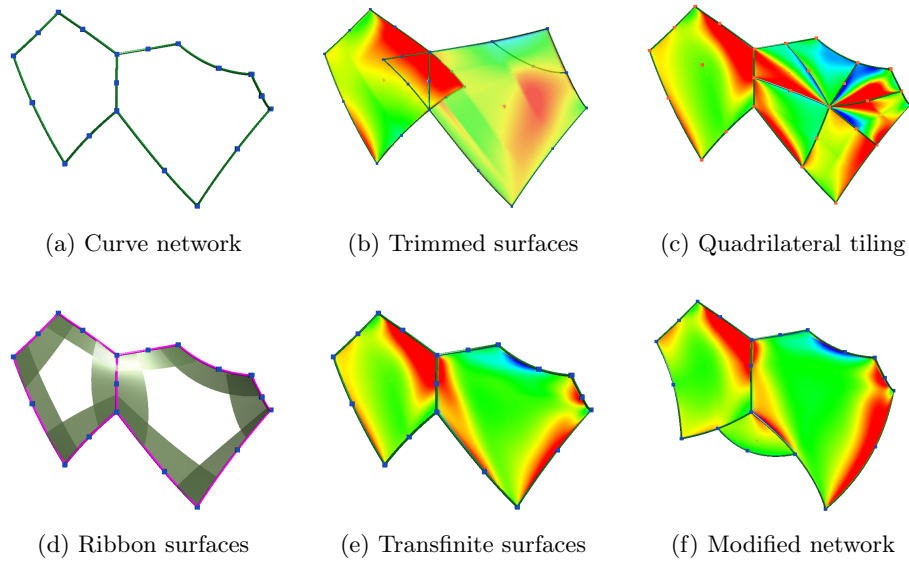 (a) Curve network
(b) Trimmed surfaces
(c) Quadrilateral tiling
(d) Ribbon surfaces
(e) Transfinite surfaces
(f) Modified network